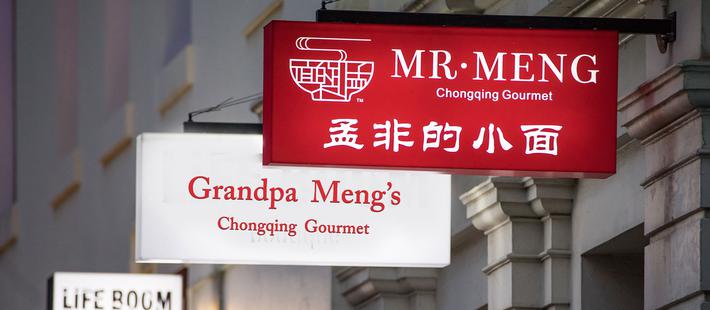 MR·MENG
Chongqing Gourmet
孟非的小面
Grandpa Meng's
Chongqing Gourmet
LIFE ROOM